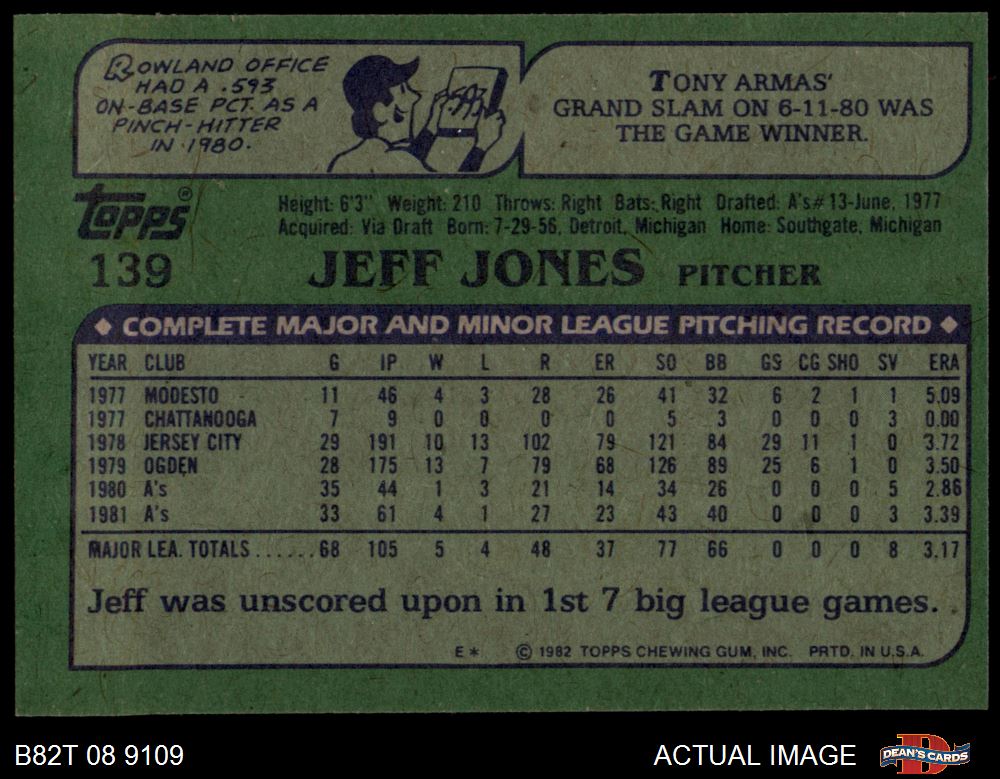 ROWLAND OFFICE
HAD A .593
ON-BASE PCT. AS A
PINCH-HITTER
IN 1980.
.593
TONY ARMAS'
GRAND SLAM ON 6-11-80 WAS
THE GAME WINNER.
TOPPS®
Height: 6'3" Weight: 210 Throws: Right Bats: Right Drafted: A's #13-June, 1977
Acquired: Via Draft Born: 7-29-56, Detroit, Michigan Home: Southgate, Michigan
139 JEFF JONES PITCHER
◆ COMPLETE MAJOR AND MINOR LEAGUE PITCHING RECORD ◆
YEAR CLUB G IP W L R ER SO BB GS CG SHO SV ERA
1977 MODESTO 11 46 4 3 28 26 41 32 6 2 1 1 5.09
1977 CHATTANOOGA 7 9 0 0 0 0 5 3 0 0 0 3 0.00
1978 JERSEY CITY 29 191 10 13 102 79 121 84 29 11 1 0 3.72
1979 OGDEN 28 175 13 7 79 68 126 89 25 6 1 0 3.50
1980 A's 35 44 1 3 21 14 34 26 0 0 0 5 2.86
1981 A's 33 61 4 1 27 23 43 40 0 0 0 3 3.39
MAJOR LEA. TOTALS......68 105 5 4 48 37 77 66 0 0 0 8 3.17
Jeff was unscored upon in 1st 7 big league games.
E* © 1982 TOPPS CHEWING GUM, INC. PRTD. IN U.S.A.
B82T 08 9109 ACTUAL IMAGE DEAN'S CARDS